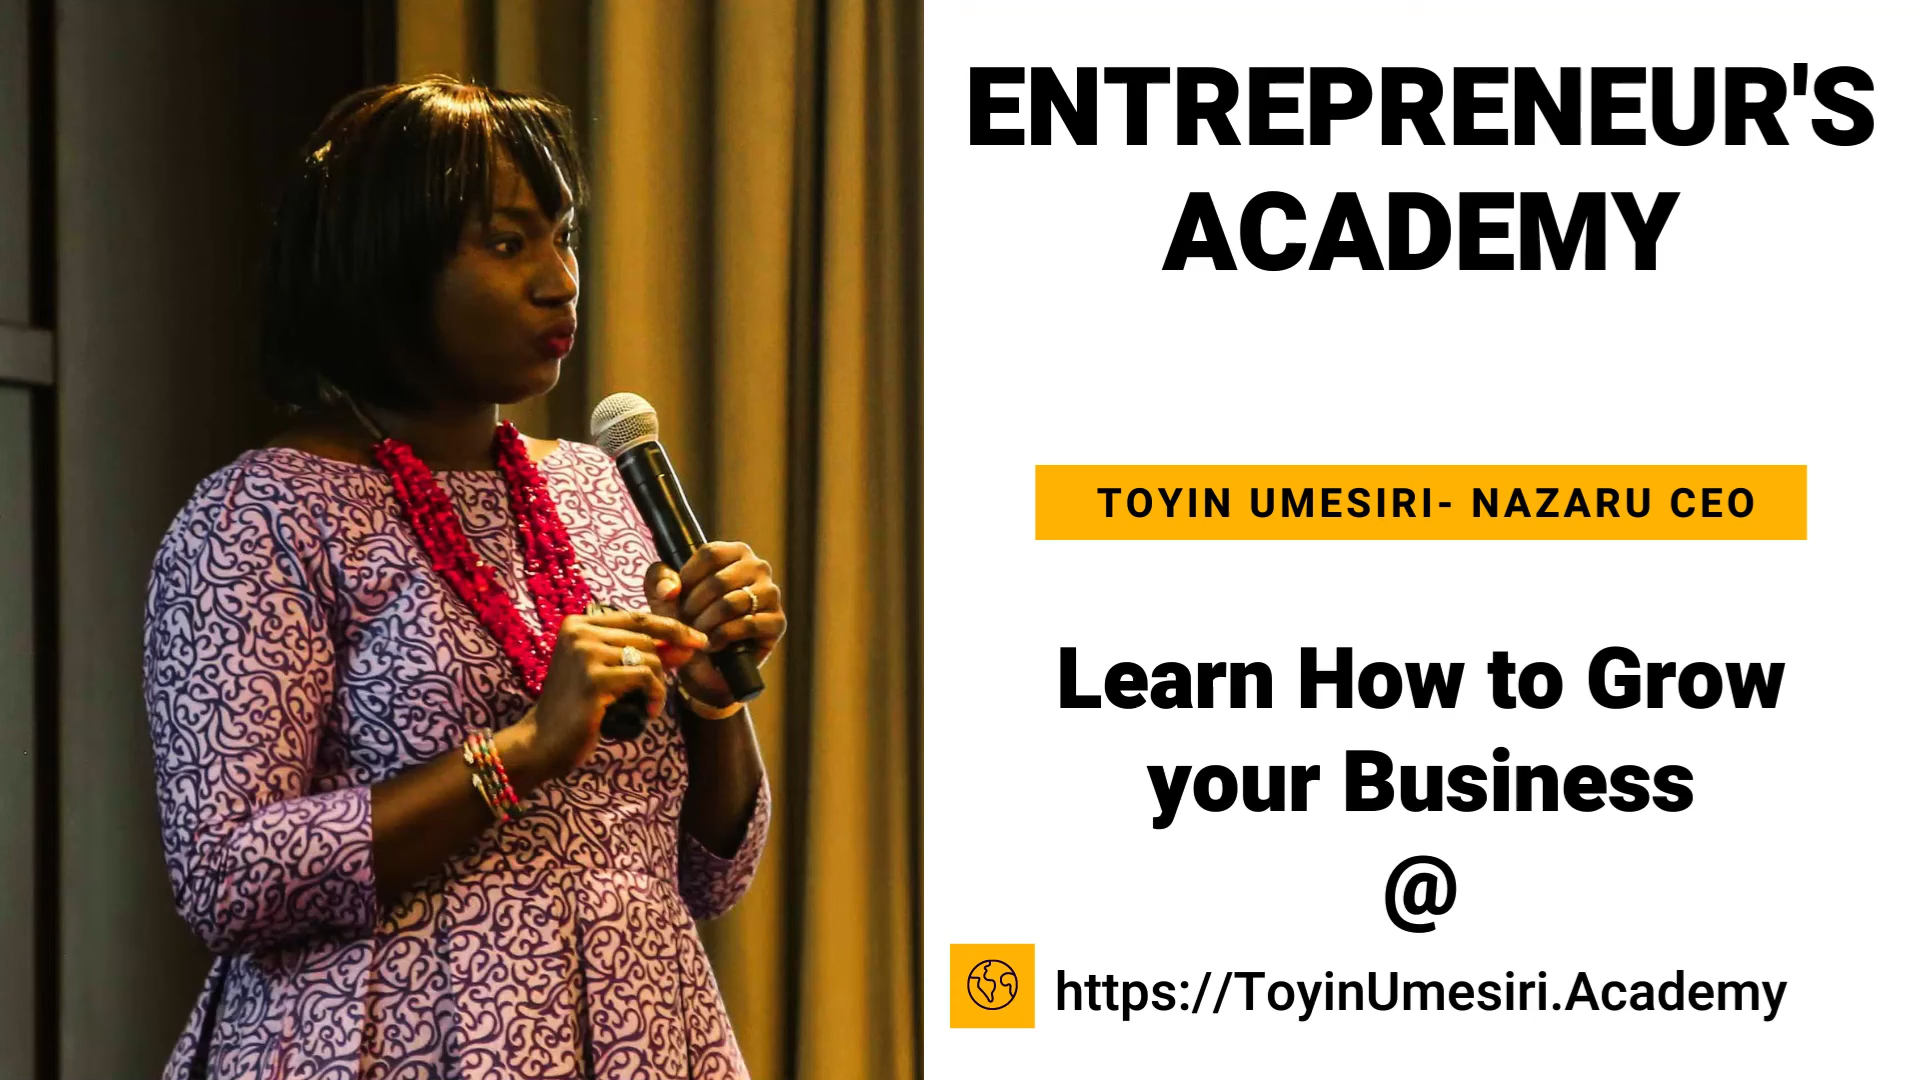 ENTREPRENEUR'S
ACADEMY
TOYIN UMESIRI- NAZARU CEO
Learn How to Grow
your Business
@
https://ToyinUmesiri.Academy